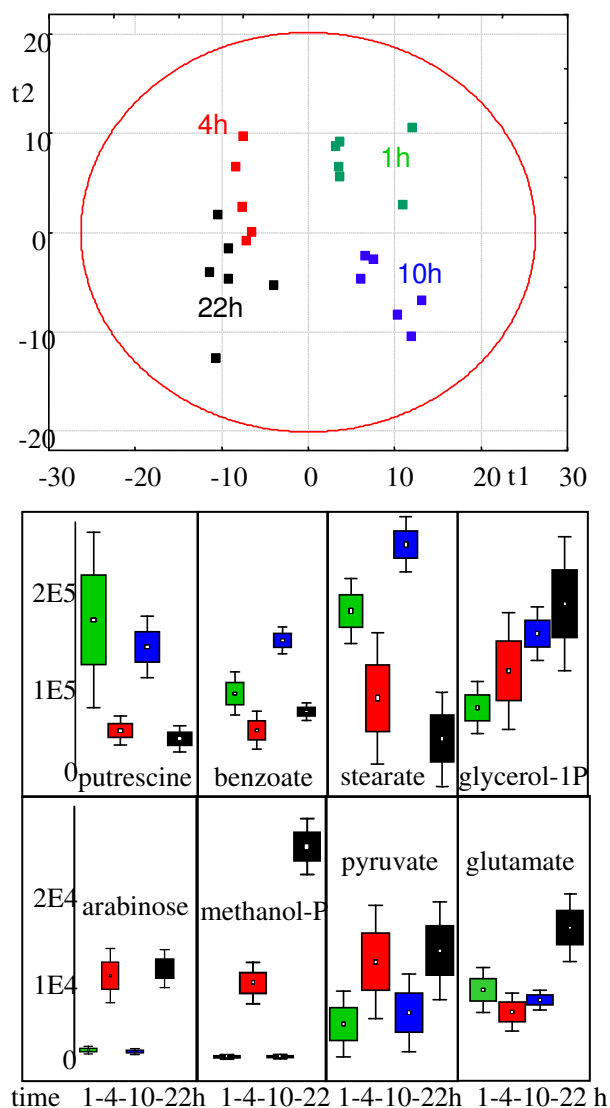 20
t2
10
4h
1h
0
10h
22h
-10
-20
-30 -20 -10 0 10 20 t1 30
2E5
1E5
0
putrescine benzoate stearate glycerol-1P
pyruvate glutamate
2E4
arabinose methanol-P
1E4
0
time 1-4-10-22h 1-4-10-22 1-4-10-22 1-4-10-22 h